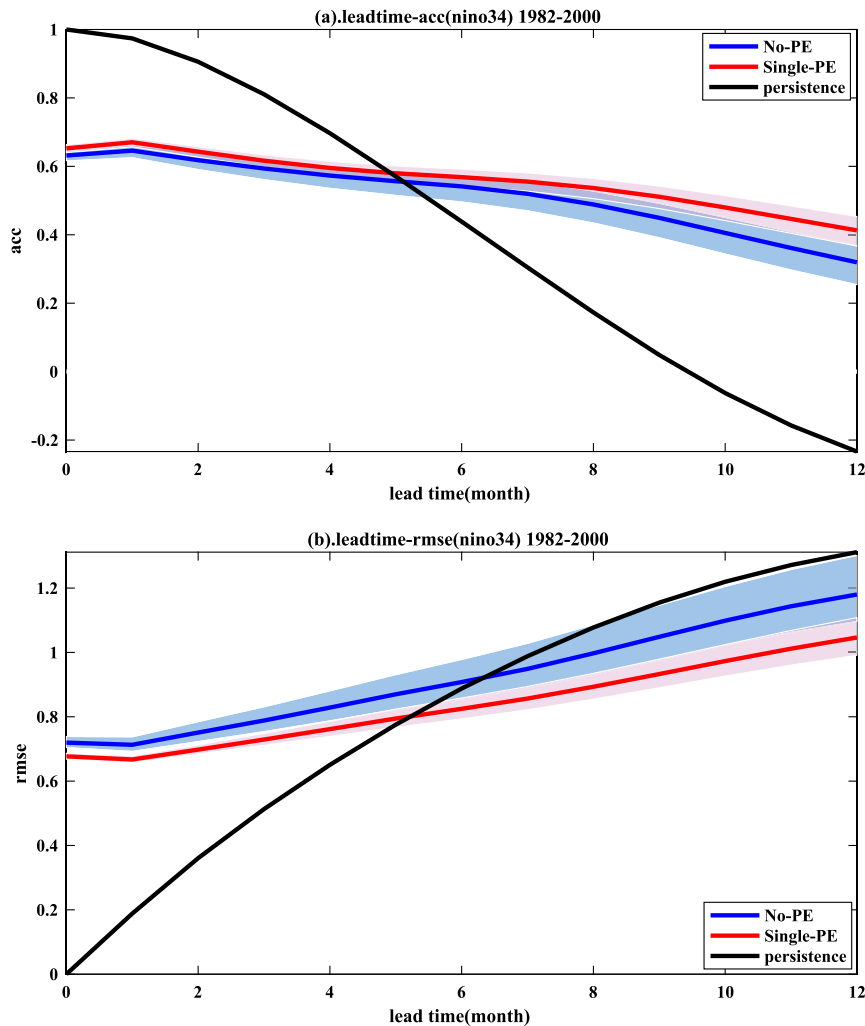 (a).leadtime-acc(nino34) 1982-2000
1
0.8
0.6
0.4
0.2
0
-0.2
acc
No-PE
Single-PE
persistence
0 2 4 6 8 10 12
lead time(month)
(b).leadtime-rmse(nino34) 1982-2000
1.2
1
0.8
0.6
0.4
0.2
0
rmse
No-PE
Single-PE
persistence
0 2 4 6 8 10 12
lead time(month)